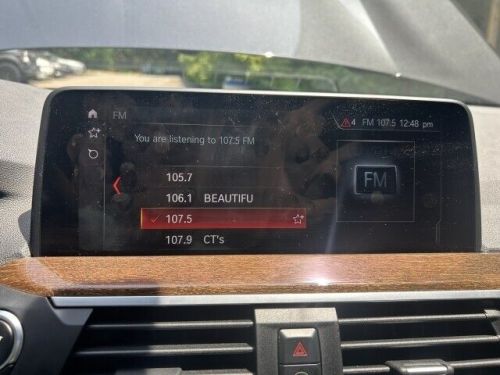 FM
4 FM 107.5 12:48 pm
You are listening to 107.5 FM
105.7
106.1 BEAUTIFU
107.5
107.9 CT's
FM